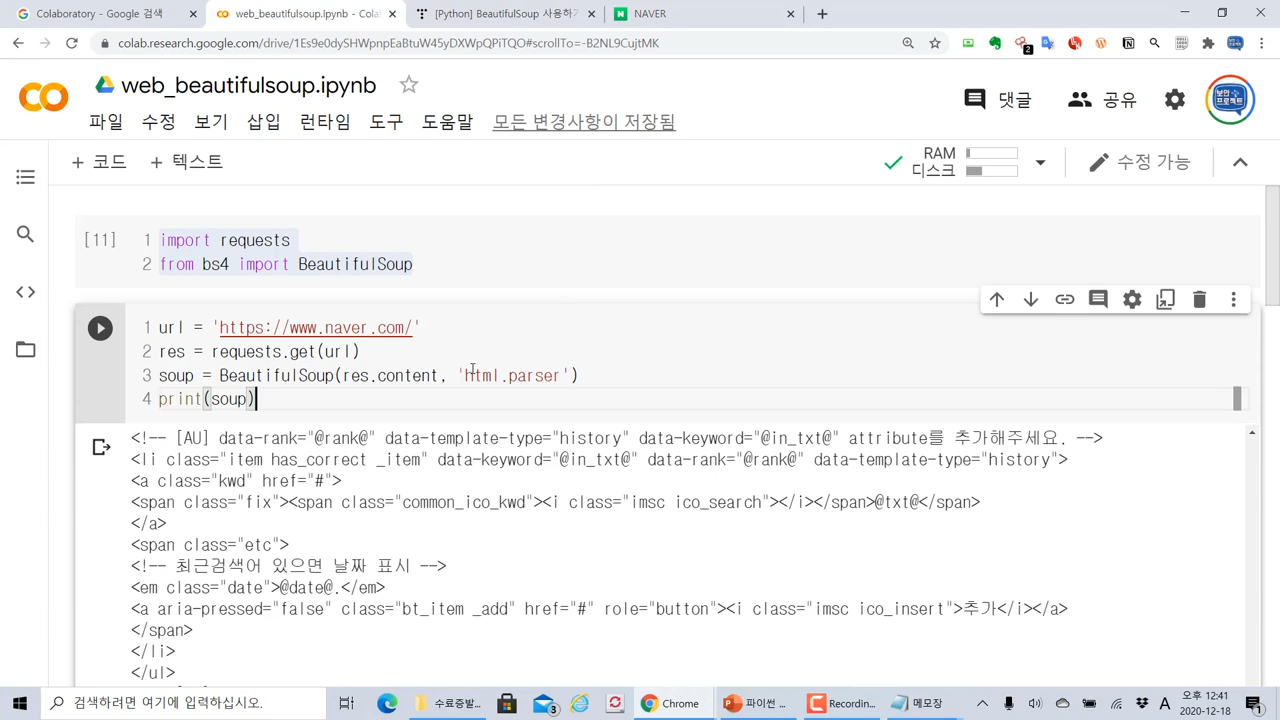 Colaboratory - Google 검색
web_beautifulsoup.ipynb - Colab
[Python] BeautifulSoup 사용하기
NAVER
colab.research.google.com/drive/1Es9e0dySHWonpEaBtuW45yDXWpQPiTQO#scrollTo=-B2NL9CujtMK
web_beautifulsoup.ipynb
댓글
공유
파일 수정 보기 삽입 런타임 도구 도움말 모든 변경사항이 저장됨
+ 코드 + 텍스트
RAM
디스크
수정 가능
[11]
1 import requests
2 from bs4 import BeautifulSoup
1 url = 'https://www.naver.com/'
2 res = requests.get(url)
3 soup = BeautifulSoup(res.content, 'html.parser')
4 print(soup)
<!-- [AU] data-rank="@rank@" data-template-type="history" data-keyword="@in_txt@" attribute를 추가해주세요. -->
<li class="item has_correct _item" data-keyword="@in_txt@" data-rank="@rank@" data-template-type="history">
<a class="kwd" href="#">
<span class="fix"><span class="common_ico_kwd"><i class="imsc ico_search"></i></span>@txt@</span>
</a>
<span class="etc">
<!-- 최근검색어 있으면 날짜 표시 -->
<em class="date">@date@.</em>
<a aria-pressed="false" class="bt_item _add" href="#" role="button"><i class="imsc ico_insert">추가</i></a>
</span>
</li>
</ul>
검색하려면 여기에 입력하십시오.
수료증발...
Chrome
파이썬 ...
Recordin...
메모장
A
오후 12:41
2020-12-18